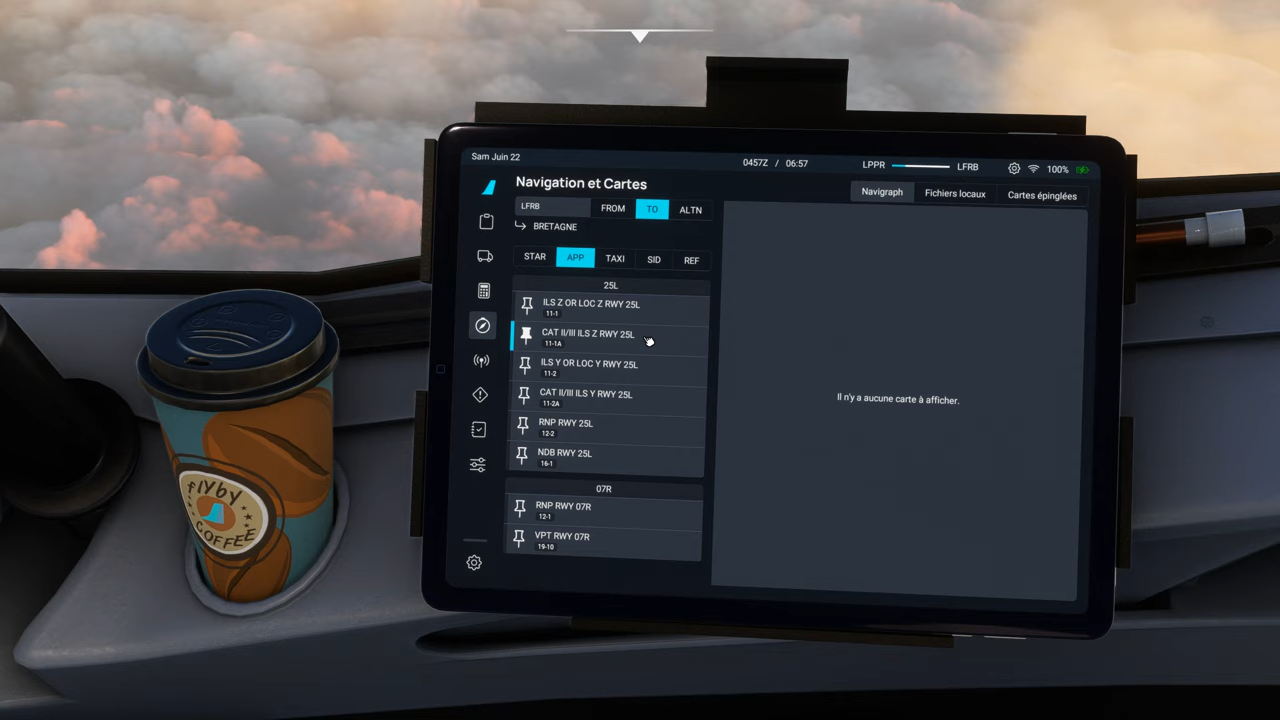 Sam Juin 22
0457Z / 06:57
LPPR LFRB
100%
Navigation et Cartes
Navigraph Fichiers locaux Cartes épinglées
LFRB FROM TO ALTN
BRETAGNE
STAR APP TAXI SID REF
25L
ILS Z OR LOC Z RWY 25L
11-1
CAT II/III ILS Z RWY 25L
11-1A
ILS Y OR LOC Y RWY 25L
11-2
CAT II/III ILS Y RWY 25L
11-2A
RNP RWY 25L
12-2
NDB RWY 25L
16-1
07R
RNP RWY 07R
12-1
VPT RWY 07R
19-10
Il n'y a aucune carte à afficher.
flyby
COFFEE